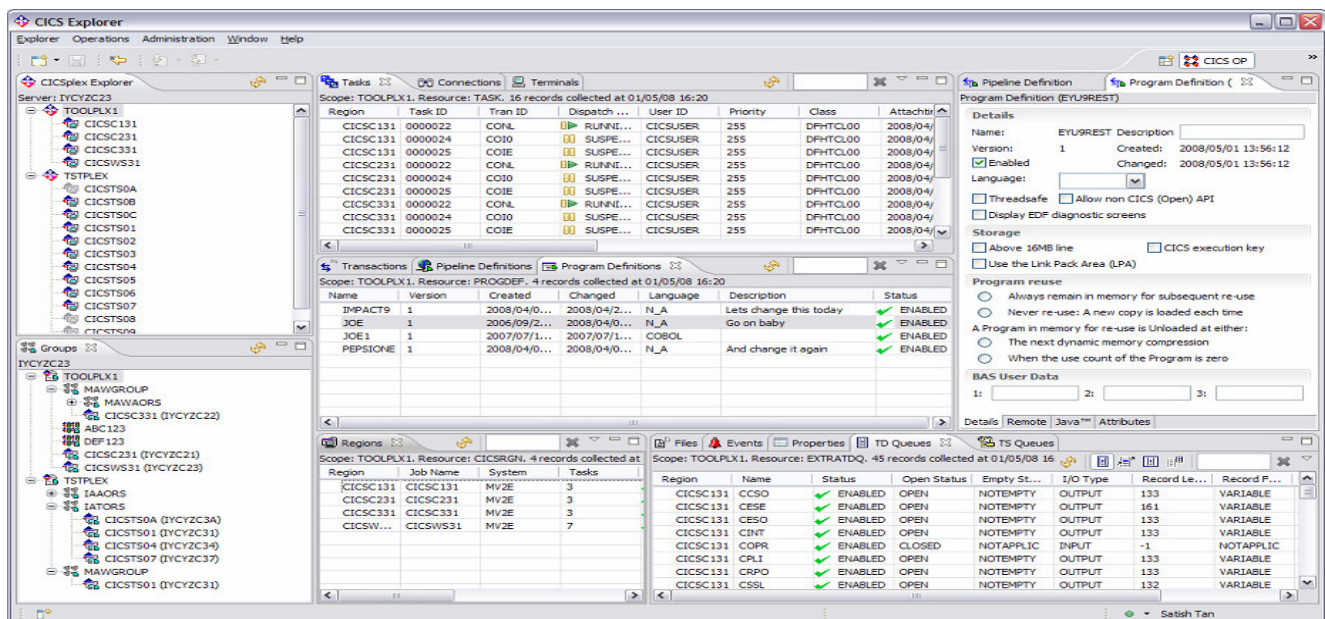 CICS Explorer
Explorer Operations Administration Window Help
CICS OP
CICSplex Explorer
Server: IYCYZC23
TOOLPLX1
CICSC131
CICSC231
CICSC331
CICSWS31
TSTPLEX
CICSTS0A
CICSTS0B
CICSTS0C
CICSTS01
CICSTS02
CICSTS03
CICSTS04
CICSTS05
CICSTS06
CICSTS07
CICSTS08
CICSTS09
Groups
IYCYZC23
TOOLPLX1
MAWGROUP
MAWAORS
CICSC331 (IYCYZC22)
ABC123
DEF123
CICSC231 (IYCYZC21)
CICSWS31 (IYCYZC23)
TSTPLEX
IAAORS
IATORS
CICSTS0A (IYCYZC3A)
CICSTS01 (IYCYZC31)
CICSTS04 (IYCYZC34)
CICSTS07 (IYCYZC37)
MAWGROUP
CICSTS01 (IYCYZC31)
Tasks Connections Terminals
Scope: TOOLPLX1. Resource: TASK. 16 records collected at 01/05/08 16:20
Region Task ID Tran ID Dispatch ... User ID Priority Class Attachtir
CICSC131 0000022 CONL RUNNI... CICSUSER 255 DFHTCL00 2008/04/
CICSC131 0000024 COI0 SUSPE... CICSUSER 255 DFHTCL00 2008/04/
CICSC131 0000025 COIE SUSPE... CICSUSER 255 DFHTCL00 2008/04/
CICSC231 0000022 CONL RUNNI... CICSUSER 255 DFHTCL00 2008/04/
CICSC231 0000024 COI0 SUSPE... CICSUSER 255 DFHTCL00 2008/04/
CICSC231 0000025 COIE SUSPE... CICSUSER 255 DFHTCL00 2008/04/
CICSC331 0000022 CONL RUNNI... CICSUSER 255 DFHTCL00 2008/04/
CICSC331 0000024 COI0 SUSPE... CICSUSER 255 DFHTCL00 2008/04/
CICSC331 0000025 COIE SUSPE... CICSUSER 255 DFHTCL00 2008/04/
Transactions Pipeline Definitions Program Definitions
Scope: TOOLPLX1. Resource: PROGDEF. 4 records collected at 01/05/08 16:20
Name Version Created Changed Language Description Status
IMPACT9 1 2008/04/0... 2008/04/2... N_A Lets change this today ENABLED
JOE 1 2006/09/2... 2008/04/0... N_A Go on baby ENABLED
JOE1 1 2007/07/1... 2007/07/1... COBOL ENABLED
PEPSIONE 1 2008/04/0... 2008/04/0... N_A And change it again ENABLED
Regions
Scope: TOOLPLX1. Resource: CICSRGN. 4 records collected at
Region Job Name System Tasks
CICSC131 CICSC131 MV2E 3
CICSC231 CICSC231 MV2E 3
CICSC331 CICSC331 MV2E 3
CICSW... CICSWS31 MV2E 7
Files Events Properties TD Queues TS Queues
Scope: TOOLPLX1. Resource: EXTRATDQ. 45 records collected at 01/05/08 16
Region Name Status Open Status Empty St... I/O Type Record Le... Record F...
CICSC131 CCSO ENABLED OPEN NOTEMPTY OUTPUT 133 VARIABLE
CICSC131 CESE ENABLED OPEN NOTEMPTY OUTPUT 161 VARIABLE
CICSC131 CESO ENABLED OPEN NOTEMPTY OUTPUT 133 VARIABLE
CICSC131 CINT ENABLED OPEN NOTEMPTY OUTPUT 133 VARIABLE
CICSC131 COPR ENABLED CLOSED NOTAPPLIC INPUT -1 NOTAPPLIC
CICSC131 CPLI ENABLED OPEN NOTEMPTY OUTPUT 133 VARIABLE
CICSC131 CRPO ENABLED OPEN NOTEMPTY OUTPUT 133 VARIABLE
CICSC131 CSSL ENABLED OPEN NOTEMPTY OUTPUT 132 VARIABLE
Pipeline Definition Program Definition (
Program Definition (EYU9REST)
Details
Name: EYU9REST Description
Version: 1 Created: 2008/05/01 13:56:12
Enabled Changed: 2008/05/01 13:56:12
Language:
Threadsafe Allow non CICS (Open) API
Display EDF diagnostic screens
Storage
Above 16MB line CICS execution key
Use the Link Pack Area (LPA)
Program reuse
Always remain in memory for subsequent re-use
Never re-use: A new copy is loaded each time
A Program in memory for re-use is Unloaded at either:
The next dynamic memory compression
When the use count of the Program is zero
BAS User Data
1: 2: 3:
Details Remote Java™ Attributes
Satish Tan